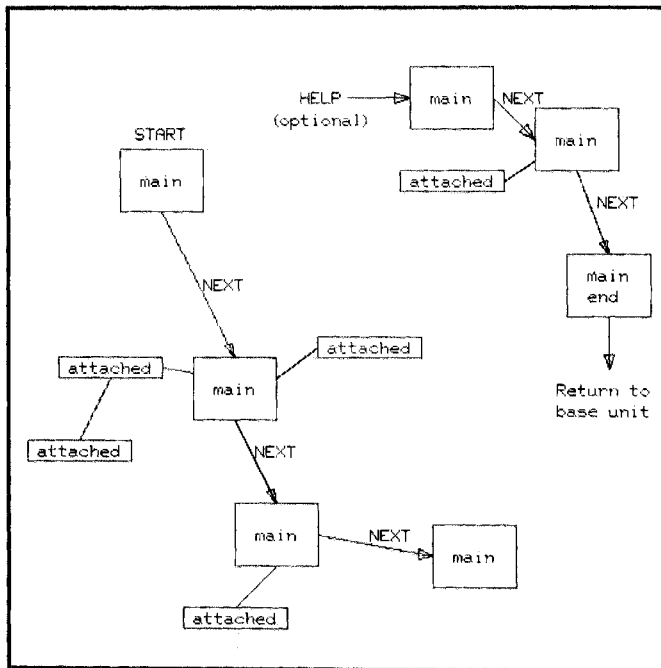 HELP
(optional)
main
NEXT
main
attached
NEXT
main
end
Return to
base unit
START
main
NEXT
attached
attached
main
attached
NEXT
main
NEXT
main
attached